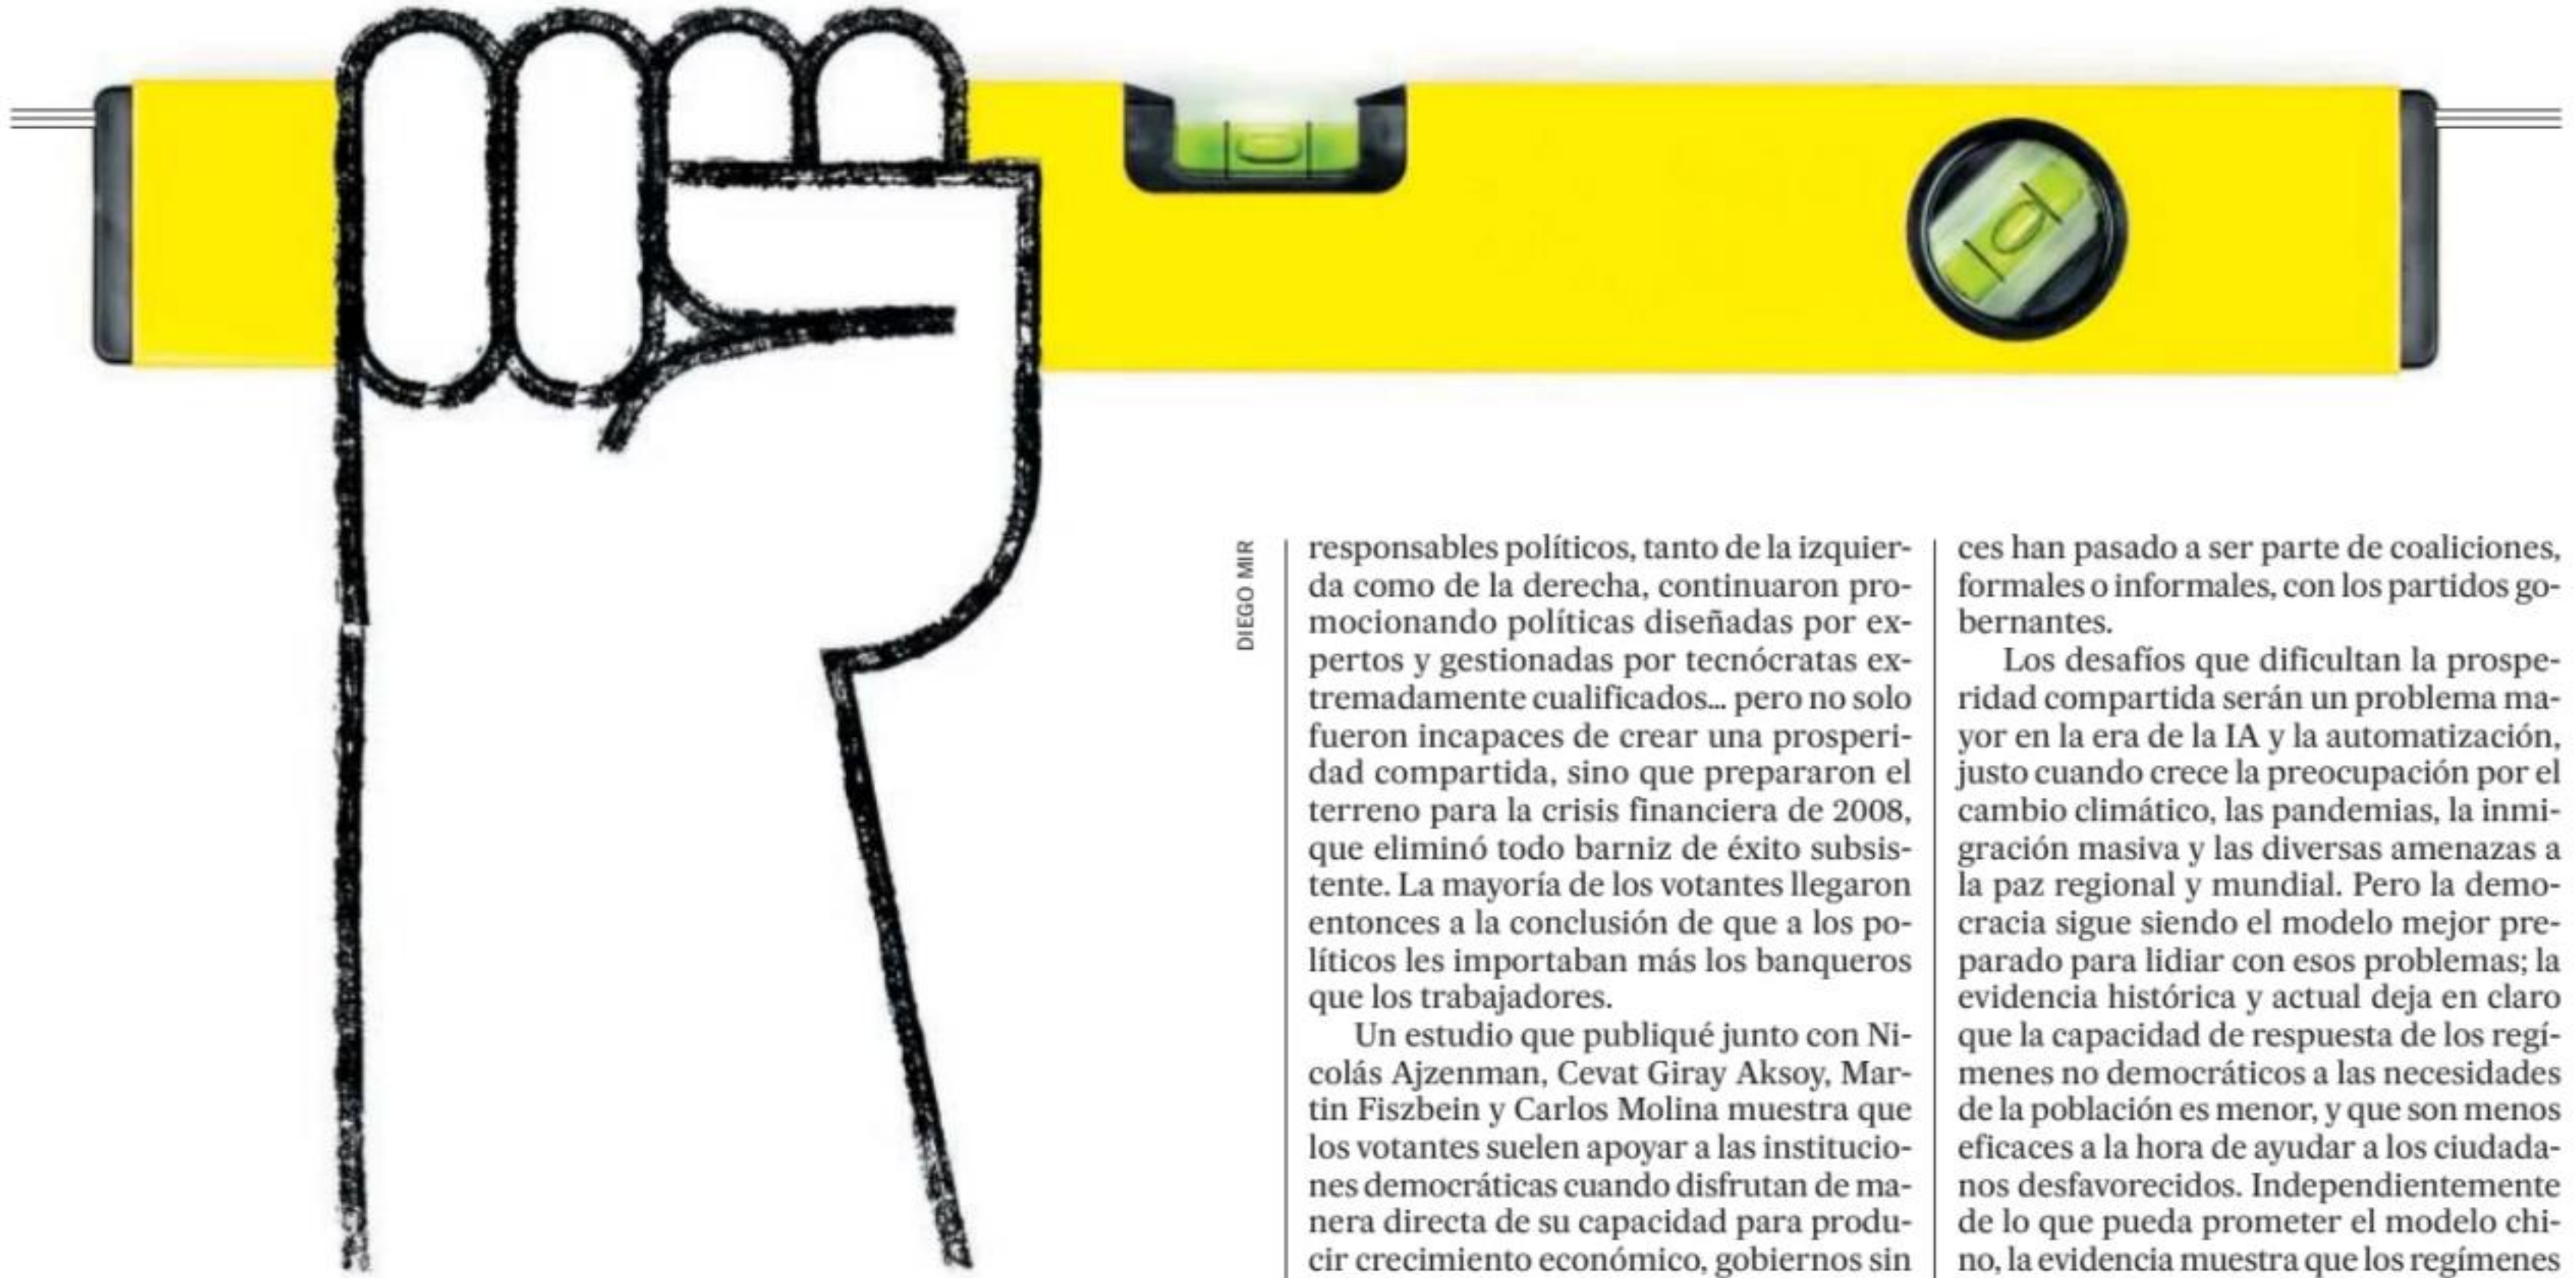 DIEGO MIR
responsables políticos, tanto de la izquier-
da como de la derecha, continuaron pro-
mocionando políticas diseñadas por ex-
pertos y gestionadas por tecnócratas ex-
tremadamente cualificados... pero no solo
fueron incapaces de crear una prosperi-
dad compartida, sino que prepararon el
terreno para la crisis financiera de 2008,
que eliminó todo barniz de éxito subsis-
tente. La mayoría de los votantes llegaron
entonces a la conclusión de que a los po-
líticos les importaban más los banqueros
que los trabajadores.
Un estudio que publiqué junto con Ni-
colás Ajzenman, Cevat Giray Aksoy, Mar-
tin Fiszbein y Carlos Molina muestra que
los votantes suelen apoyar a las institucio-
nes democráticas cuando disfrutan de ma-
nera directa de su capacidad para produ-
cir crecimiento económico, gobiernos sin
ces han pasado a ser parte de coaliciones,
formales o informales, con los partidos go-
bernantes.
Los desafíos que dificultan la prospe-
ridad compartida serán un problema ma-
yor en la era de la IA y la automatización,
justo cuando crece la preocupación por el
cambio climático, las pandemias, la inmi-
gración masiva y las diversas amenazas a
la paz regional y mundial. Pero la demo-
cracia sigue siendo el modelo mejor pre-
parado para lidiar con esos problemas; la
evidencia histórica y actual deja en claro
que la capacidad de respuesta de los regí-
menes no democráticos a las necesidades
de la población es menor, y que son menos
eficaces a la hora de ayudar a los ciudada-
nos desfavorecidos. Independientemente
de lo que pueda prometer el modelo chi-
no, la evidencia muestra que los regímenes